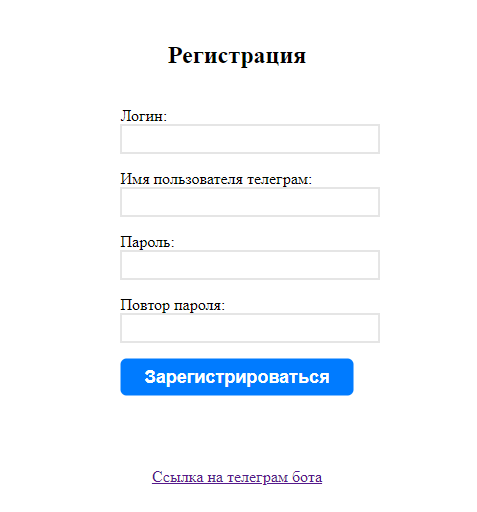 Регистрация
Логин:
Имя пользователя телеграм:
Пароль:
Повтор пароля:
Зарегистрироваться
Ссылка на телеграм бота